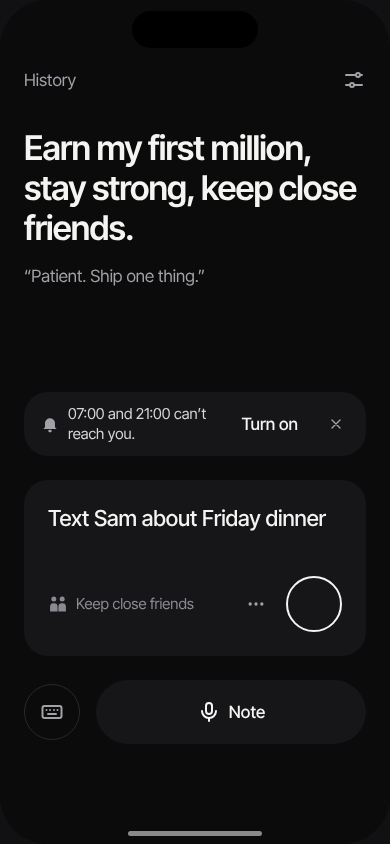 History
Earn my first million,
stay strong, keep close
friends.
“Patient. Ship one thing.”
07:00 and 21:00 can’t
reach you.
Turn on
Text Sam about Friday dinner
Keep close friends
Note